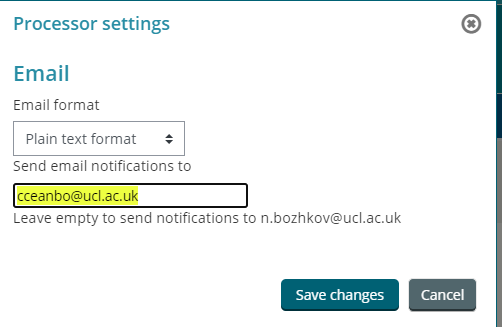 Processor settings
Email
Email format
Plain text format
Send email notifications to
cceanbo@ucl.ac.uk
Leave empty to send notifications to n.bozhkov@ucl.ac.uk
Save changes
Cancel